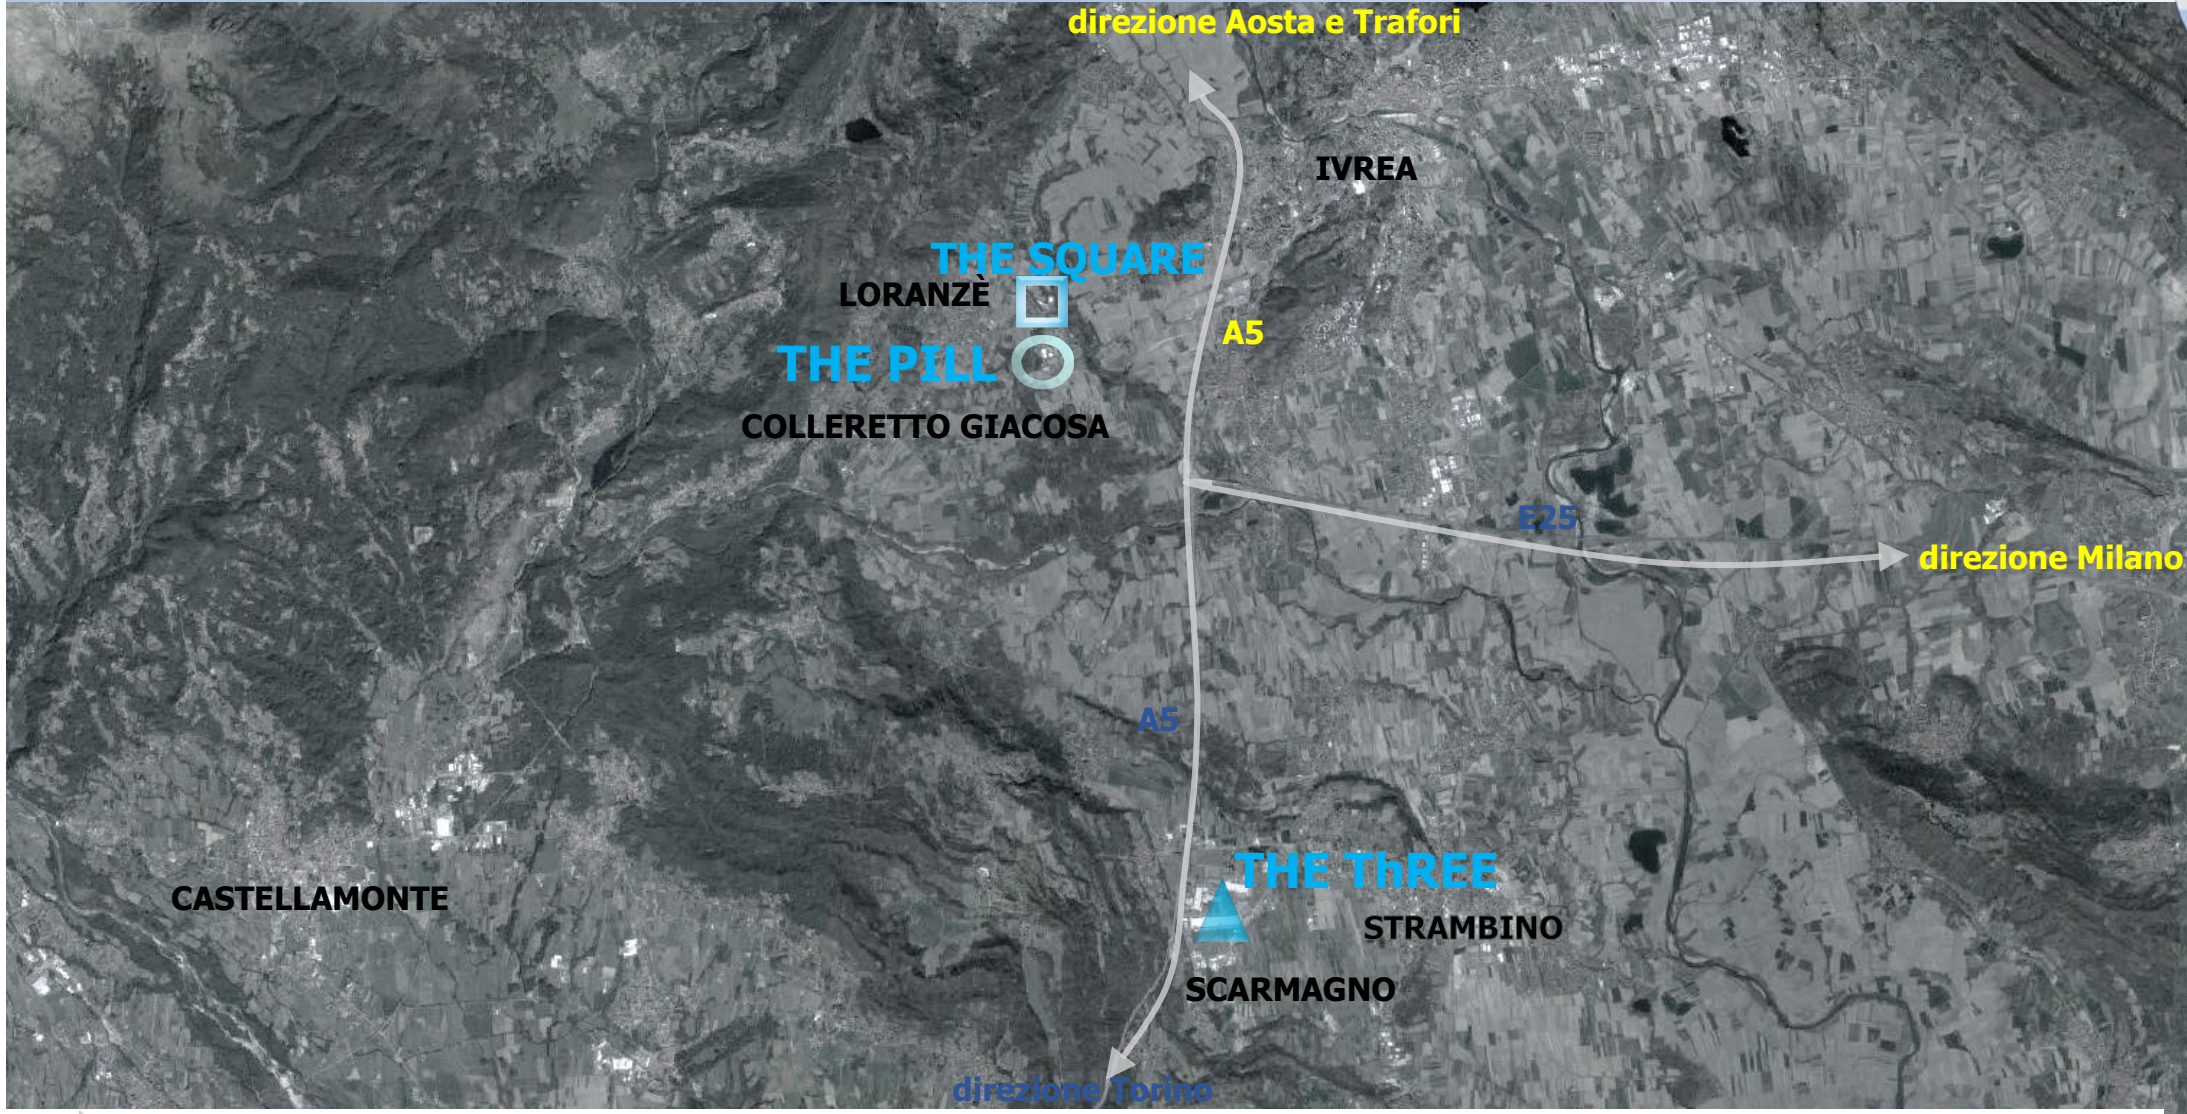 direzione Aosta e Trafori
IVREA
THE SQUARE
LORANZÈ
A5
THE PILL
COLLERETTO GIACOSA
E25
direzione Milano
A5
THE ThREE
CASTELLAMONTE
STRAMBINO
SCARMAGNO
direzione Torino